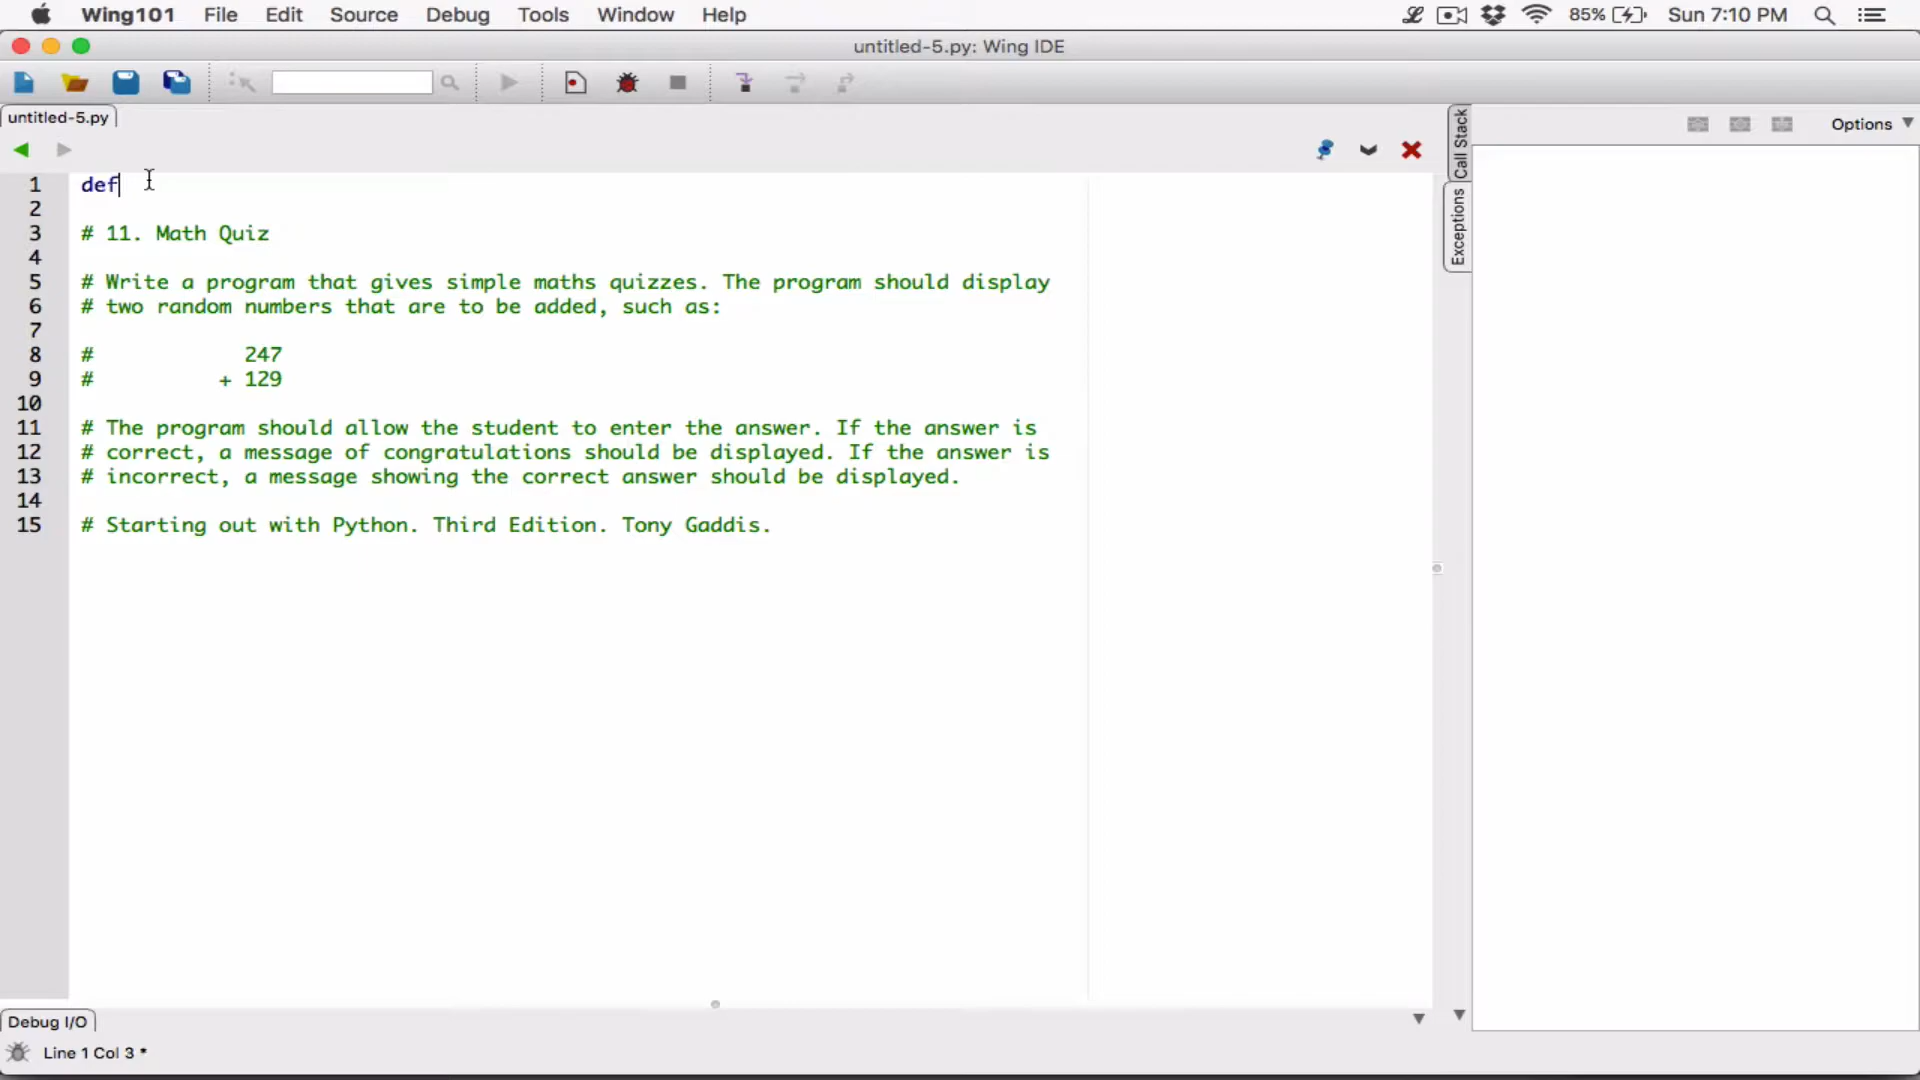 Wing101 File Edit Source Debug Tools Window Help 85% Sun 7:10 PM
untitled-5.py: Wing IDE
untitled-5.py
Options
Call Stack
Exceptions
1 def
2
3 # 11. Math Quiz
4
5 # Write a program that gives simple maths quizzes. The program should display
6 # two random numbers that are to be added, such as:
7
8 # 247
9 # + 129
10
11 # The program should allow the student to enter the answer. If the answer is
12 # correct, a message of congratulations should be displayed. If the answer is
13 # incorrect, a message showing the correct answer should be displayed.
14
15 # Starting out with Python. Third Edition. Tony Gaddis.
Debug I/O
Line 1 Col 3 *